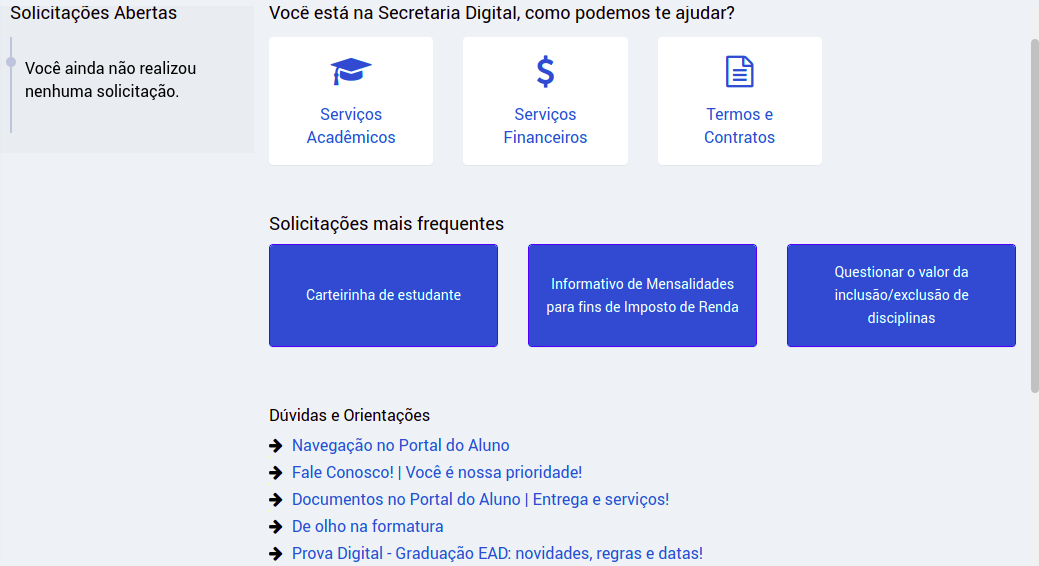 Solicitações Abertas
Você ainda não realizou
nenhuma solicitação.
Você está na Secretaria Digital, como podemos te ajudar?
Serviços
Acadêmicos
Serviços
Financeiros
Termos e
Contratos
Solicitações mais frequentes
Carteirinha de estudante
Informativo de Mensalidades
para fins de Imposto de Renda
Questionar o valor da
inclusão/exclusão de
disciplinas
Dúvidas e Orientações
Navegação no Portal do Aluno
Fale Conosco! | Você é nossa prioridade!
Documentos no Portal do Aluno | Entrega e serviços!
De olho na formatura
Prova Digital - Graduação EAD: novidades, regras e datas!